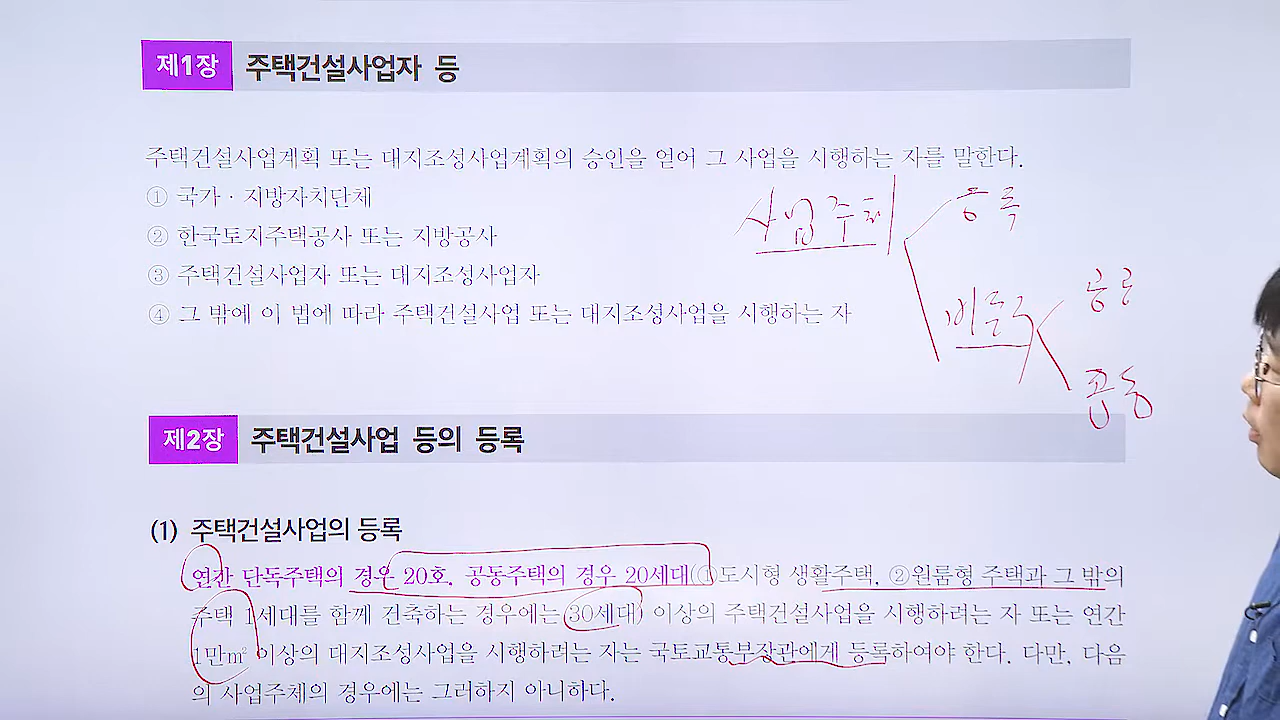 제1장 주택건설사업자 등
주택건설사업계획 또는 대지조성사업계획의 승인을 얻어 그 사업을 시행하는 자를 말한다.
① 국가 · 지방자치단체
② 한국토지주택공사 또는 지방공사
③ 주택건설사업자 또는 대지조성사업자
④ 그 밖에 이 법에 따라 주택건설사업 또는 대지조성사업을 시행하는 자
사업주체
등록
비등록
공공
공동
제2장 주택건설사업 등의 등록
(1) 주택건설사업의 등록
연간 단독주택의 경우 20호, 공동주택의 경우 20세대(①도시형 생활주택, ②원룸형 주택과 그 밖의
주택 1세대를 함께 건축하는 경우에는 30세대) 이상의 주택건설사업을 시행하려는 자 또는 연간
1만㎡ 이상의 대지조성사업을 시행하려는 자는 국토교통부장관에게 등록하여야 한다. 다만, 다음
의 사업주체의 경우에는 그러하지 아니하다.